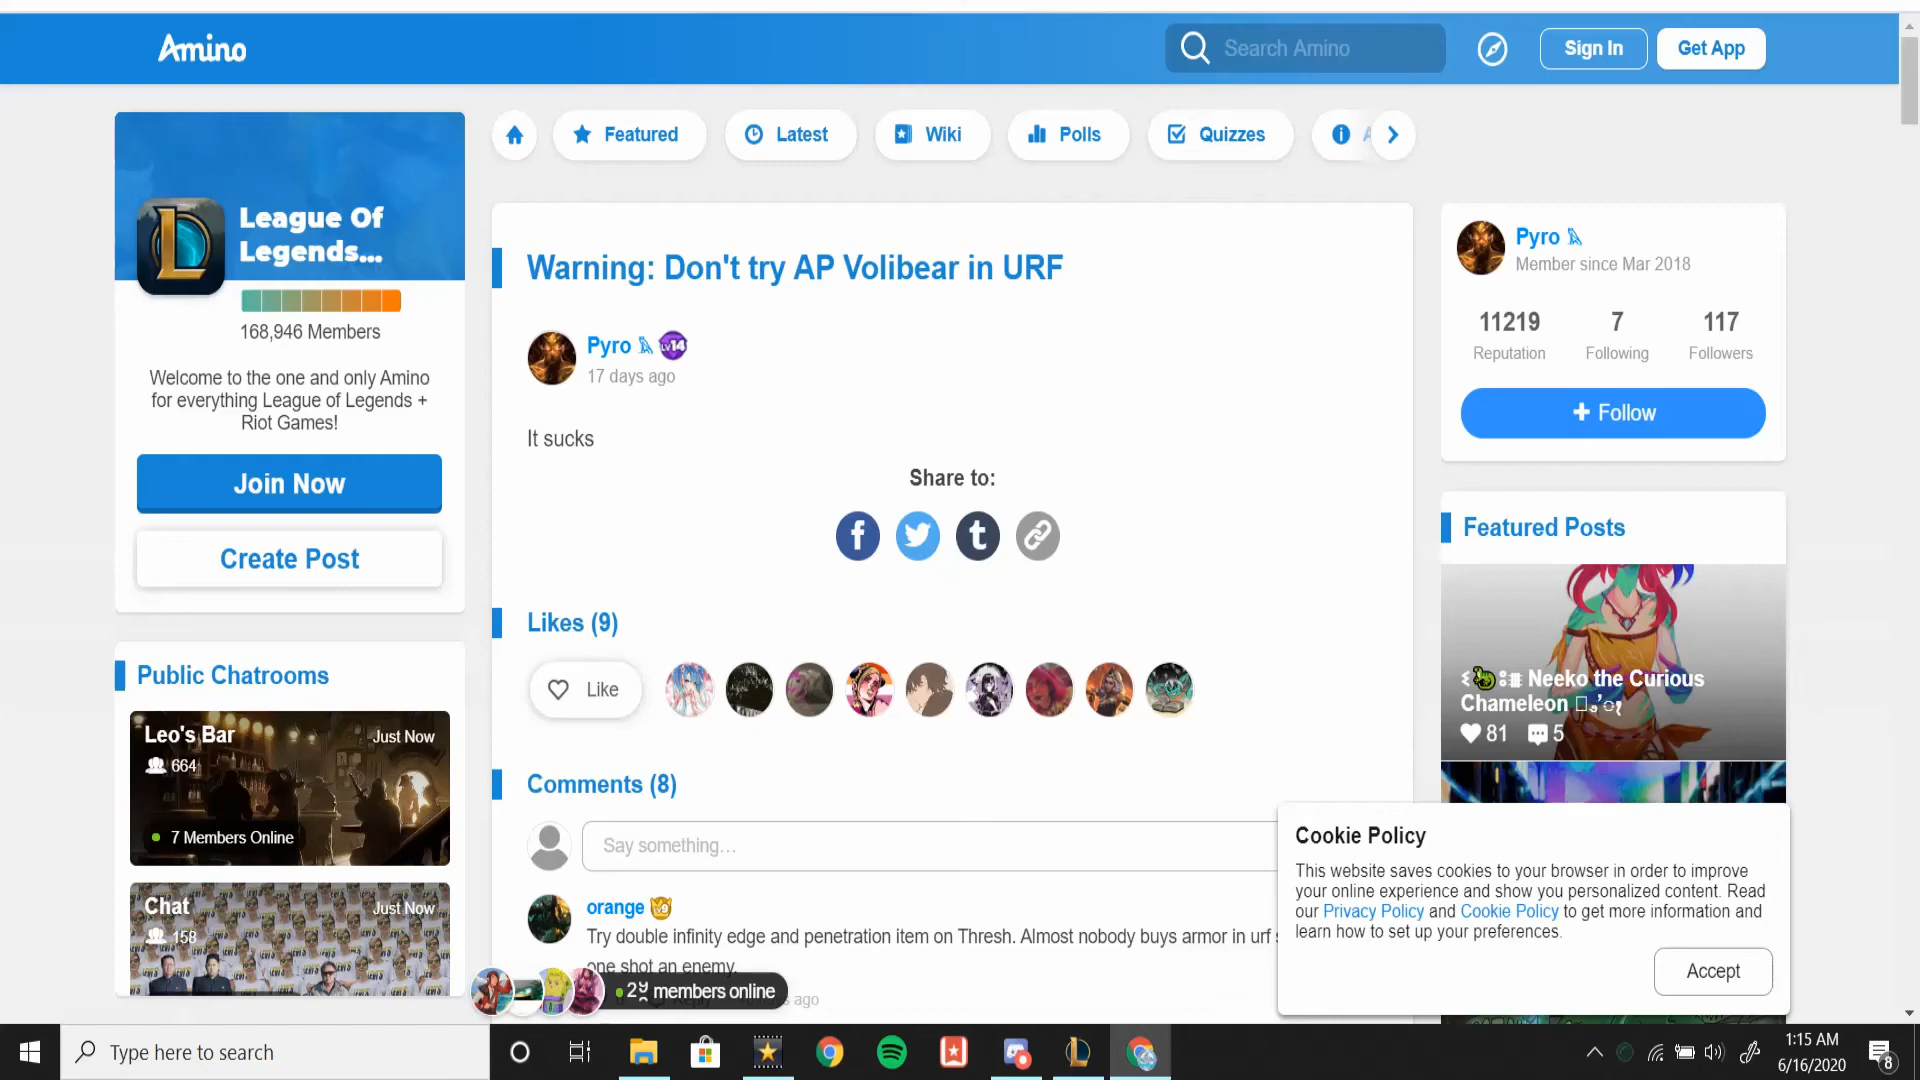 Amino
Search Amino
Sign In
Get App
League Of
Legends...
168,946 Members
Welcome to the one and only Amino
for everything League of Legends +
Riot Games!
Join Now
Create Post
Public Chatrooms
Leo's Bar
Just Now
664
7 Members Online
Chat
Just Now
158
Featured
Latest
Wiki
Polls
Quizzes
Warning: Don't try AP Volibear in URF
Pyro
LV14
17 days ago
It sucks
Share to:
Likes (9)
Like
Comments (8)
Say something...
orange
Try double infinity edge and penetration item on Thresh. Almost nobody buys armor in urf
one shot an enemy.
members online
ago
Pyro
Member since Mar 2018
11219
7
117
Reputation
Following
Followers
+ Follow
Featured Posts
Neeko the Curious
Chameleon
81
5
Cookie Policy
This website saves cookies to your browser in order to improve
your online experience and show you personalized content. Read
our Privacy Policy and Cookie Policy to get more information and
learn how to set up your preferences.
Accept
Type here to search
1:15 AM
6/16/2020
8